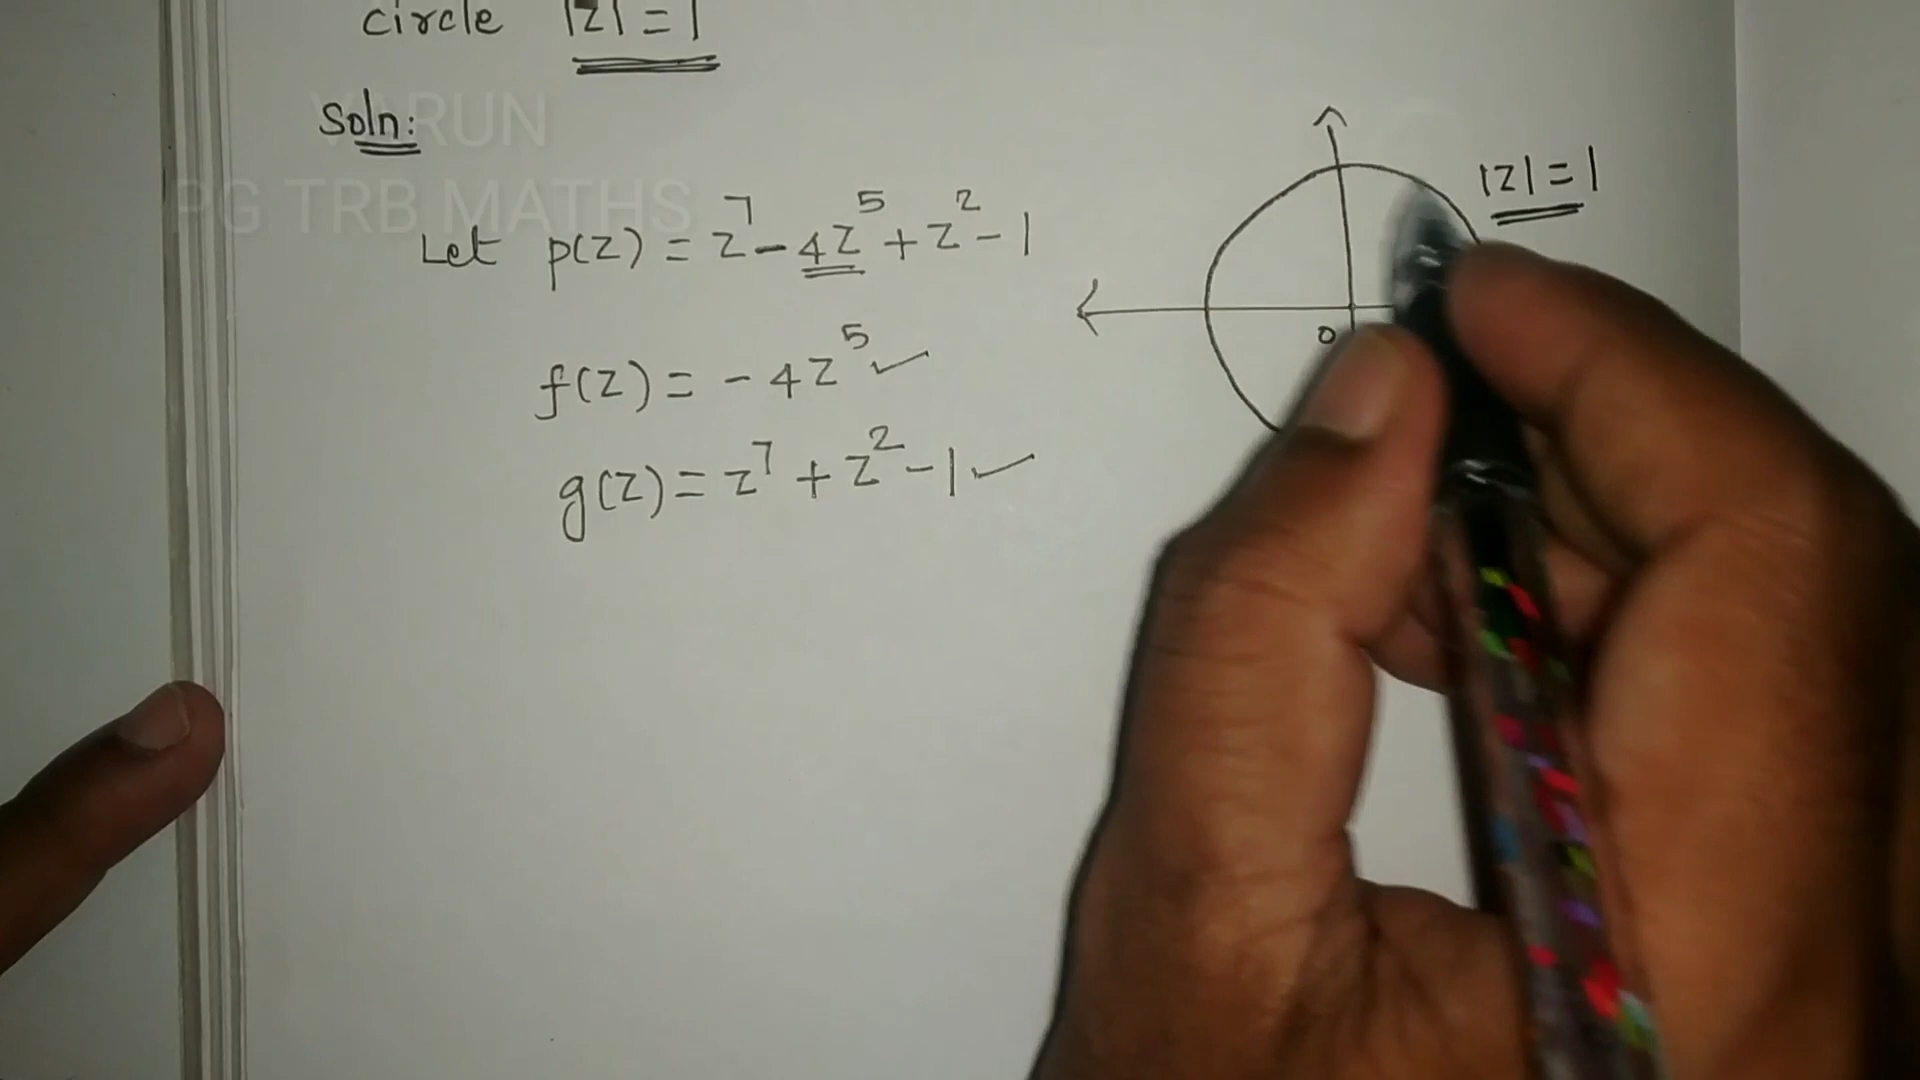 circle |z| = 1
Soln:
VARUN
PG TRB MATHS
Let p(z) = z⁷ - 4z⁵ + z² - 1
f(z) = - 4z⁵ ✓
g(z) = z⁷ + z² - 1 ✓
|z| = 1
0